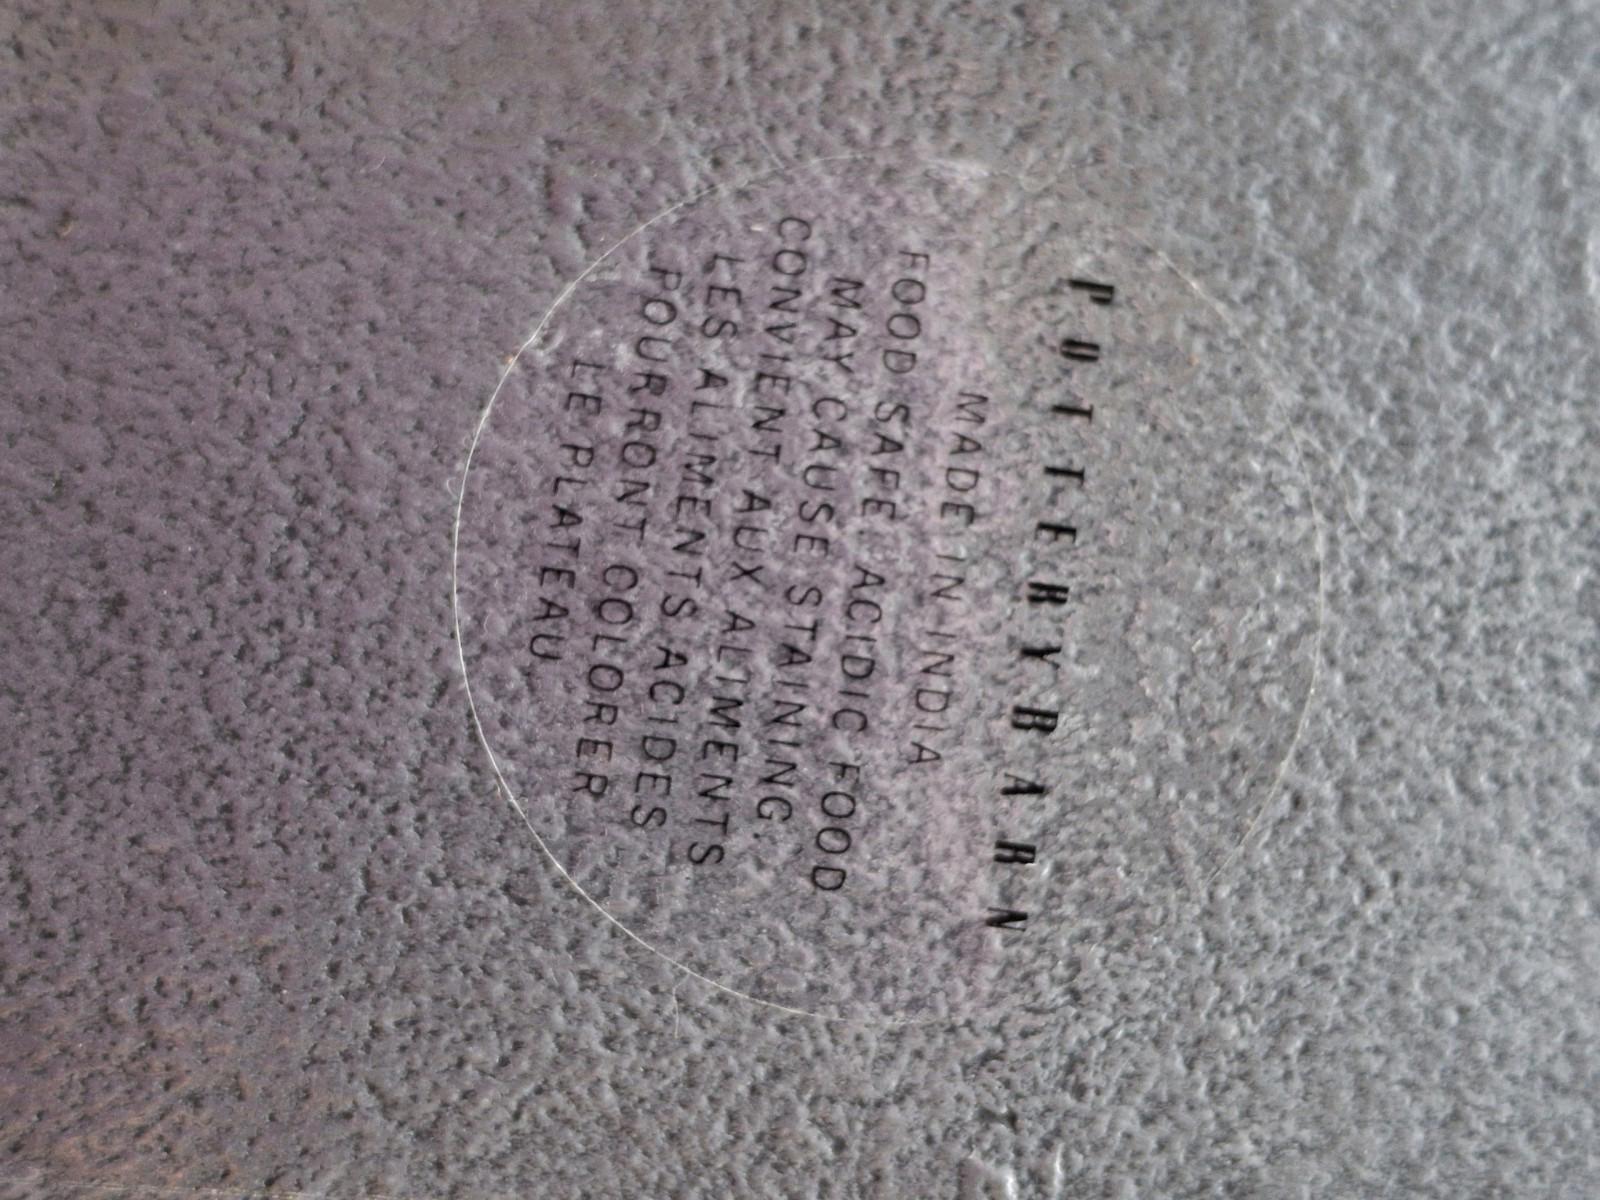 POTTERYBARN
MADE IN INDIA
FOOD SAFE. ACIDIC FOOD
MAY CAUSE STAINING.
CONVIENT AUX ALIMENTS
LES ALIMENTS ACIDES
POURRONT COLORER
LE PLATEAU